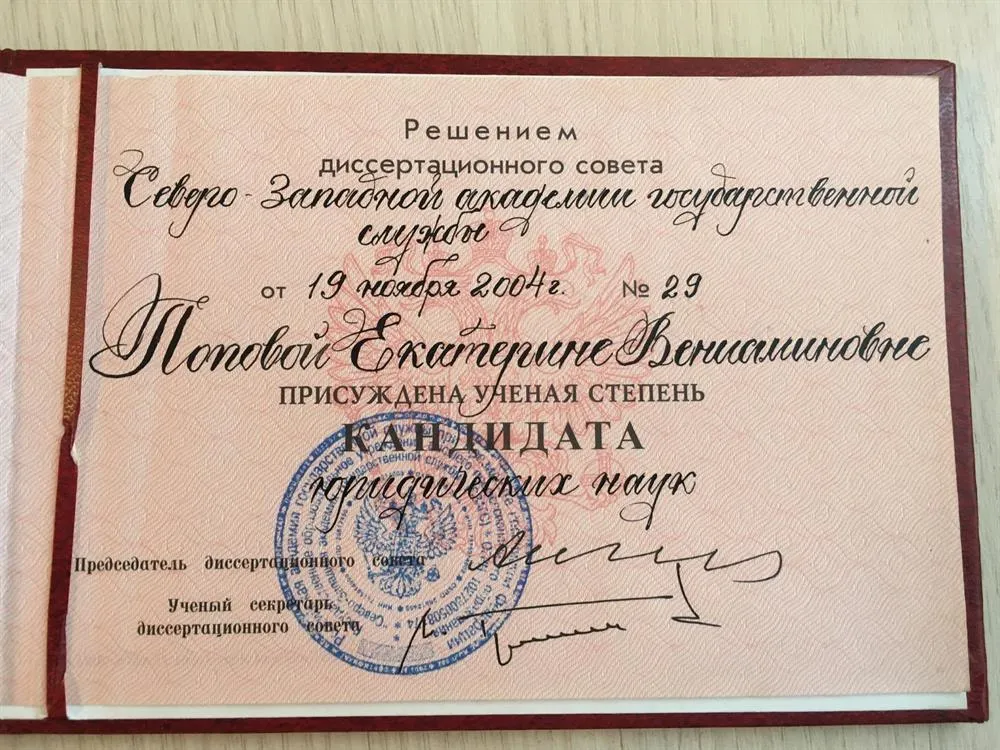 Решением
диссертационного совета
Северо-Западной академии государственной
службы
от 19 ноября 2004г. № 29
Поповой Екатерине Вениаминовне
ПРИСУЖДЕНА УЧЕНАЯ СТЕПЕНЬ
КАНДИДАТА
юридических наук
Председатель диссертационного совета
Ученый секретарь
диссертационного совета